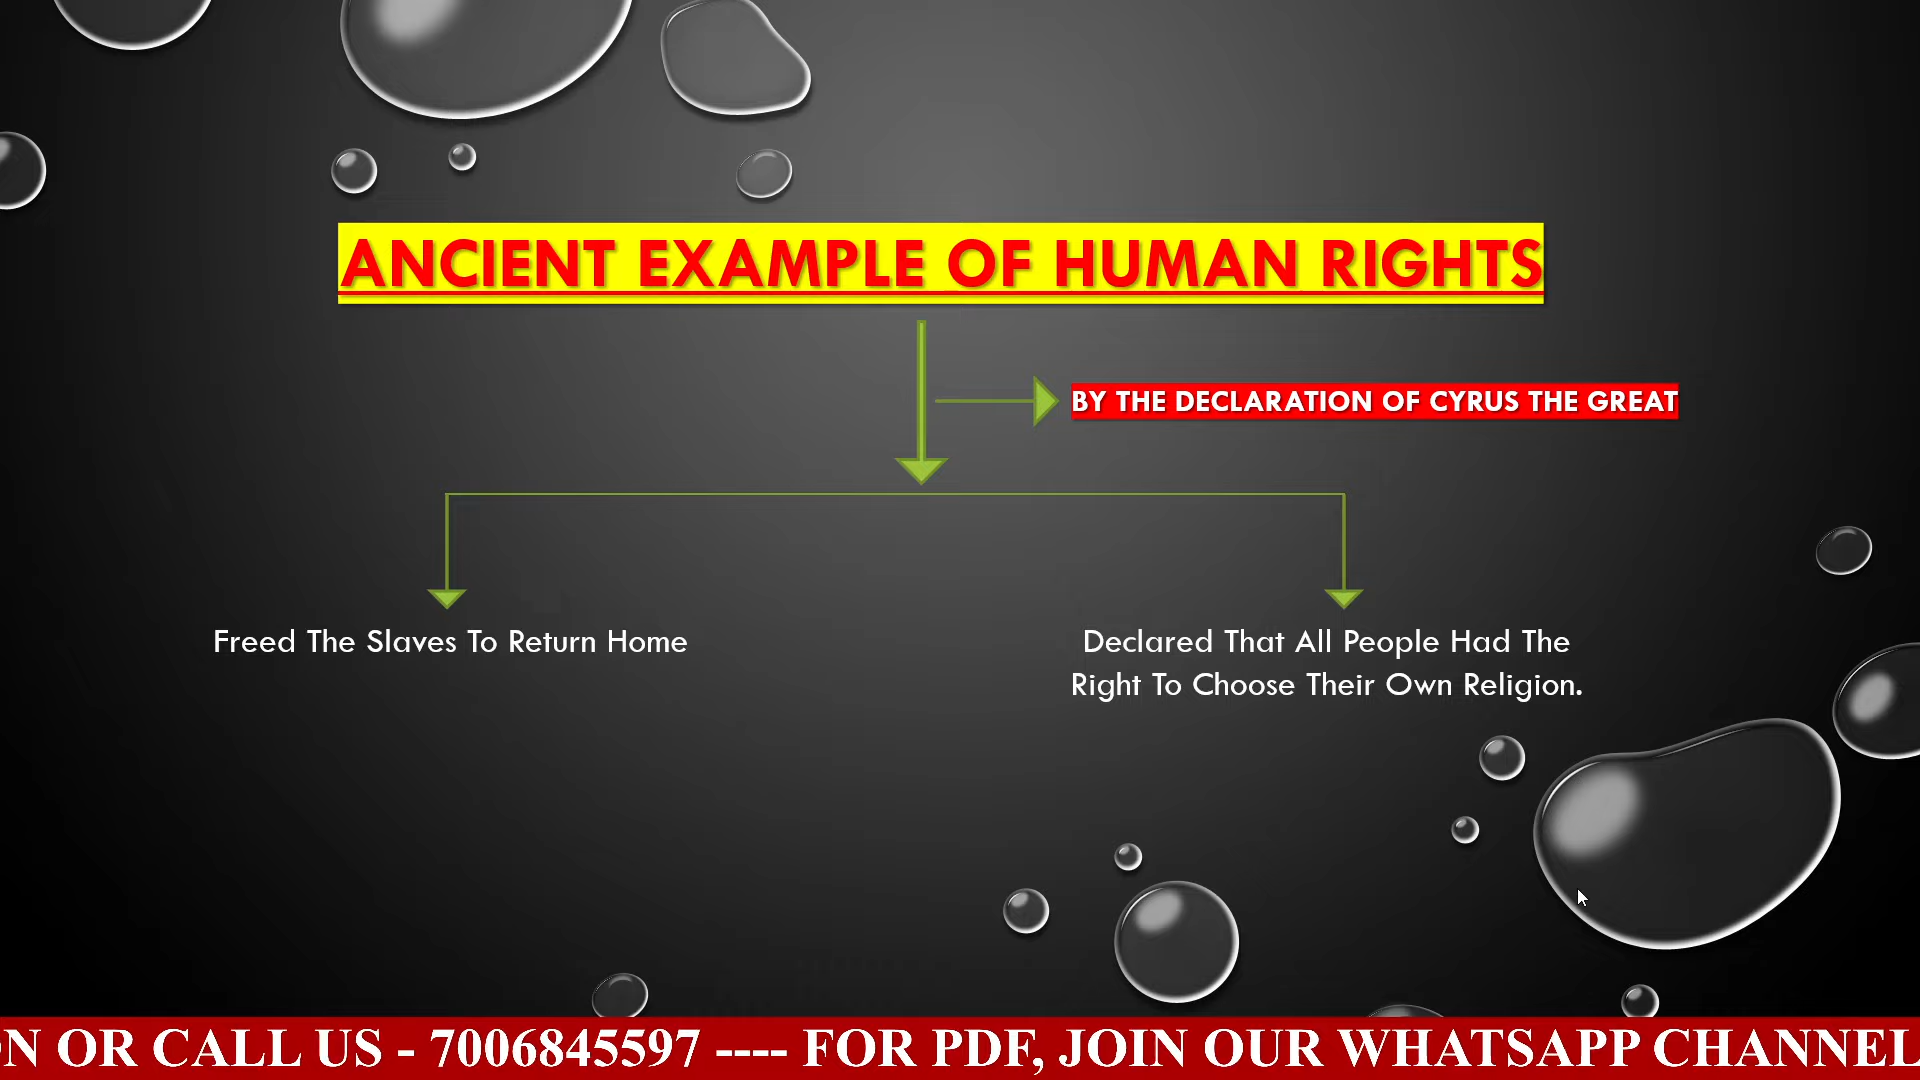 ANCIENT EXAMPLE OF HUMAN RIGHTS
BY THE DECLARATION OF CYRUS THE GREAT
Freed The Slaves To Return Home
Declared That All People Had The
Right To Choose Their Own Religion.
N OR CALL US - 7006845597 ---- FOR PDF, JOIN OUR WHATSAPP CHANNEL